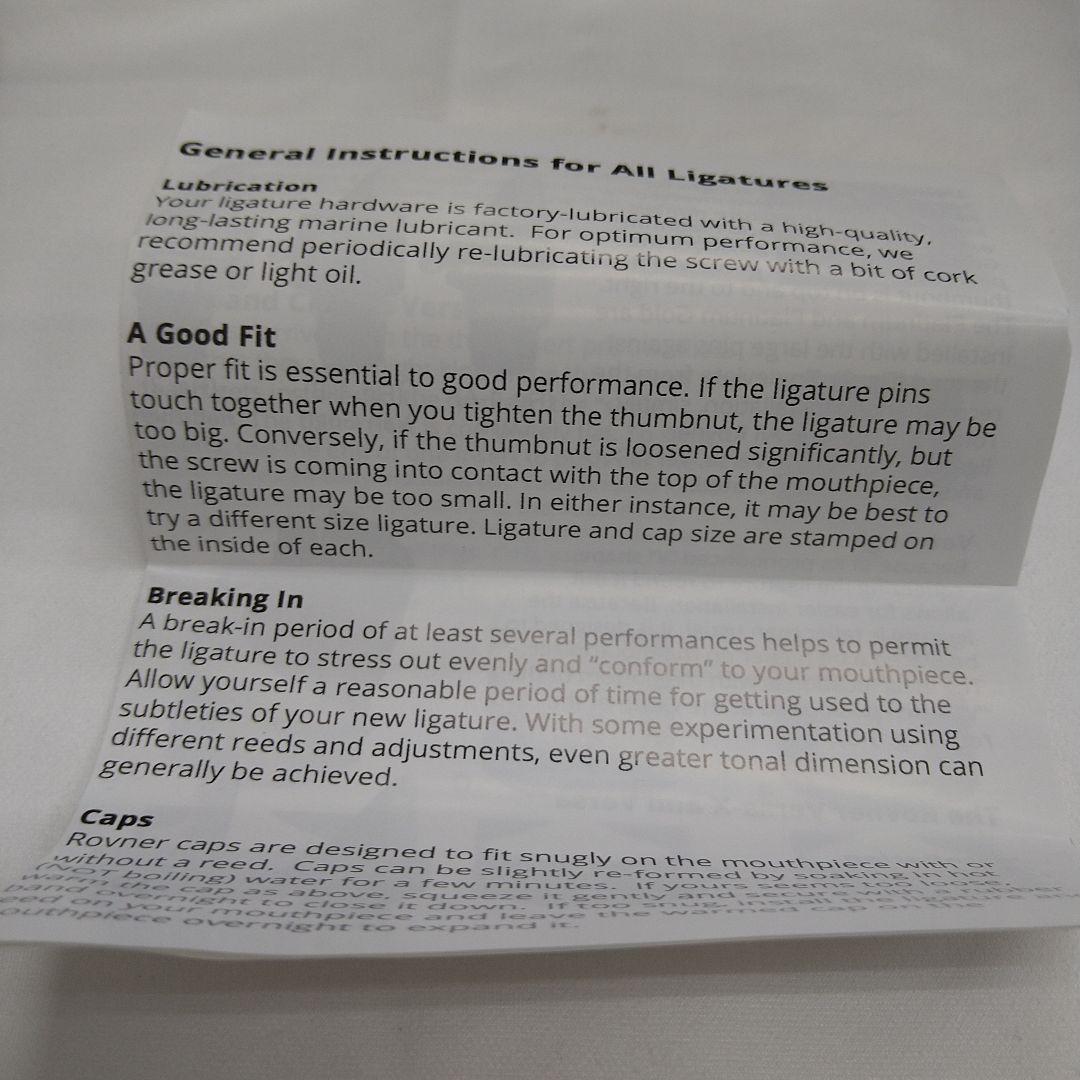 General Instructions for All Ligatures
Lubrication
Your ligature hardware is factory-lubricated with a high-quality,
long-lasting marine lubricant.  For optimum performance, we
recommend periodically re-lubricating the screw with a bit of cork
grease or light oil.
A Good Fit
Proper fit is essential to good performance. If the ligature pins
touch together when you tighten the thumbnut, the ligature may be
too big. Conversely, if the thumbnut is loosened significantly, but
the screw is coming into contact with the top of the mouthpiece,
the ligature may be too small. In either instance, it may be best to
try a different size ligature. Ligature and cap size are stamped on
the inside of each.
Breaking In
A break-in period of at least several performances helps to permit
the ligature to stress out evenly and “conform” to your mouthpiece.
Allow yourself a reasonable period of time for getting used to the
subtleties of your new ligature. With some experimentation using
different reeds and adjustments, even greater tonal dimension can
generally be achieved.
Caps
Rovner caps are designed to fit snugly on the mouthpiece with or
without a reed.  Caps can be slightly re-formed by soaking in hot
(NOT boiling) water for a few minutes.  If yours seems too loose,
warm the cap as above, squeeze it gently and secure with a rubber
band overnight to close it down.  If too snug, install the ligature
on your mouthpiece and leave the warmed cap on the
mouthpiece overnight to expand it.